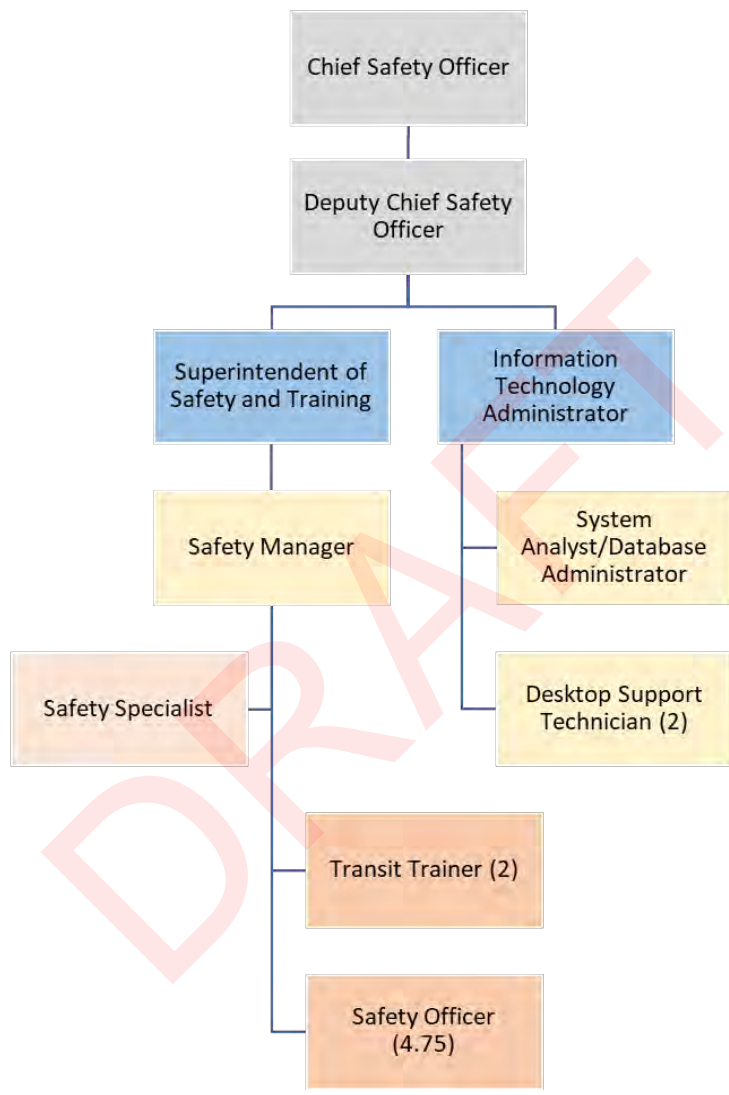 Chief Safety Officer
Deputy Chief Safety
Officer
Superintendent of
Safety and Training
Information
Technology
Administrator
Safety Manager
System
Analyst/Database
Administrator
Safety Specialist
Desktop Support
Technician (2)
Transit Trainer (2)
Safety Officer
(4.75)
DRAFT